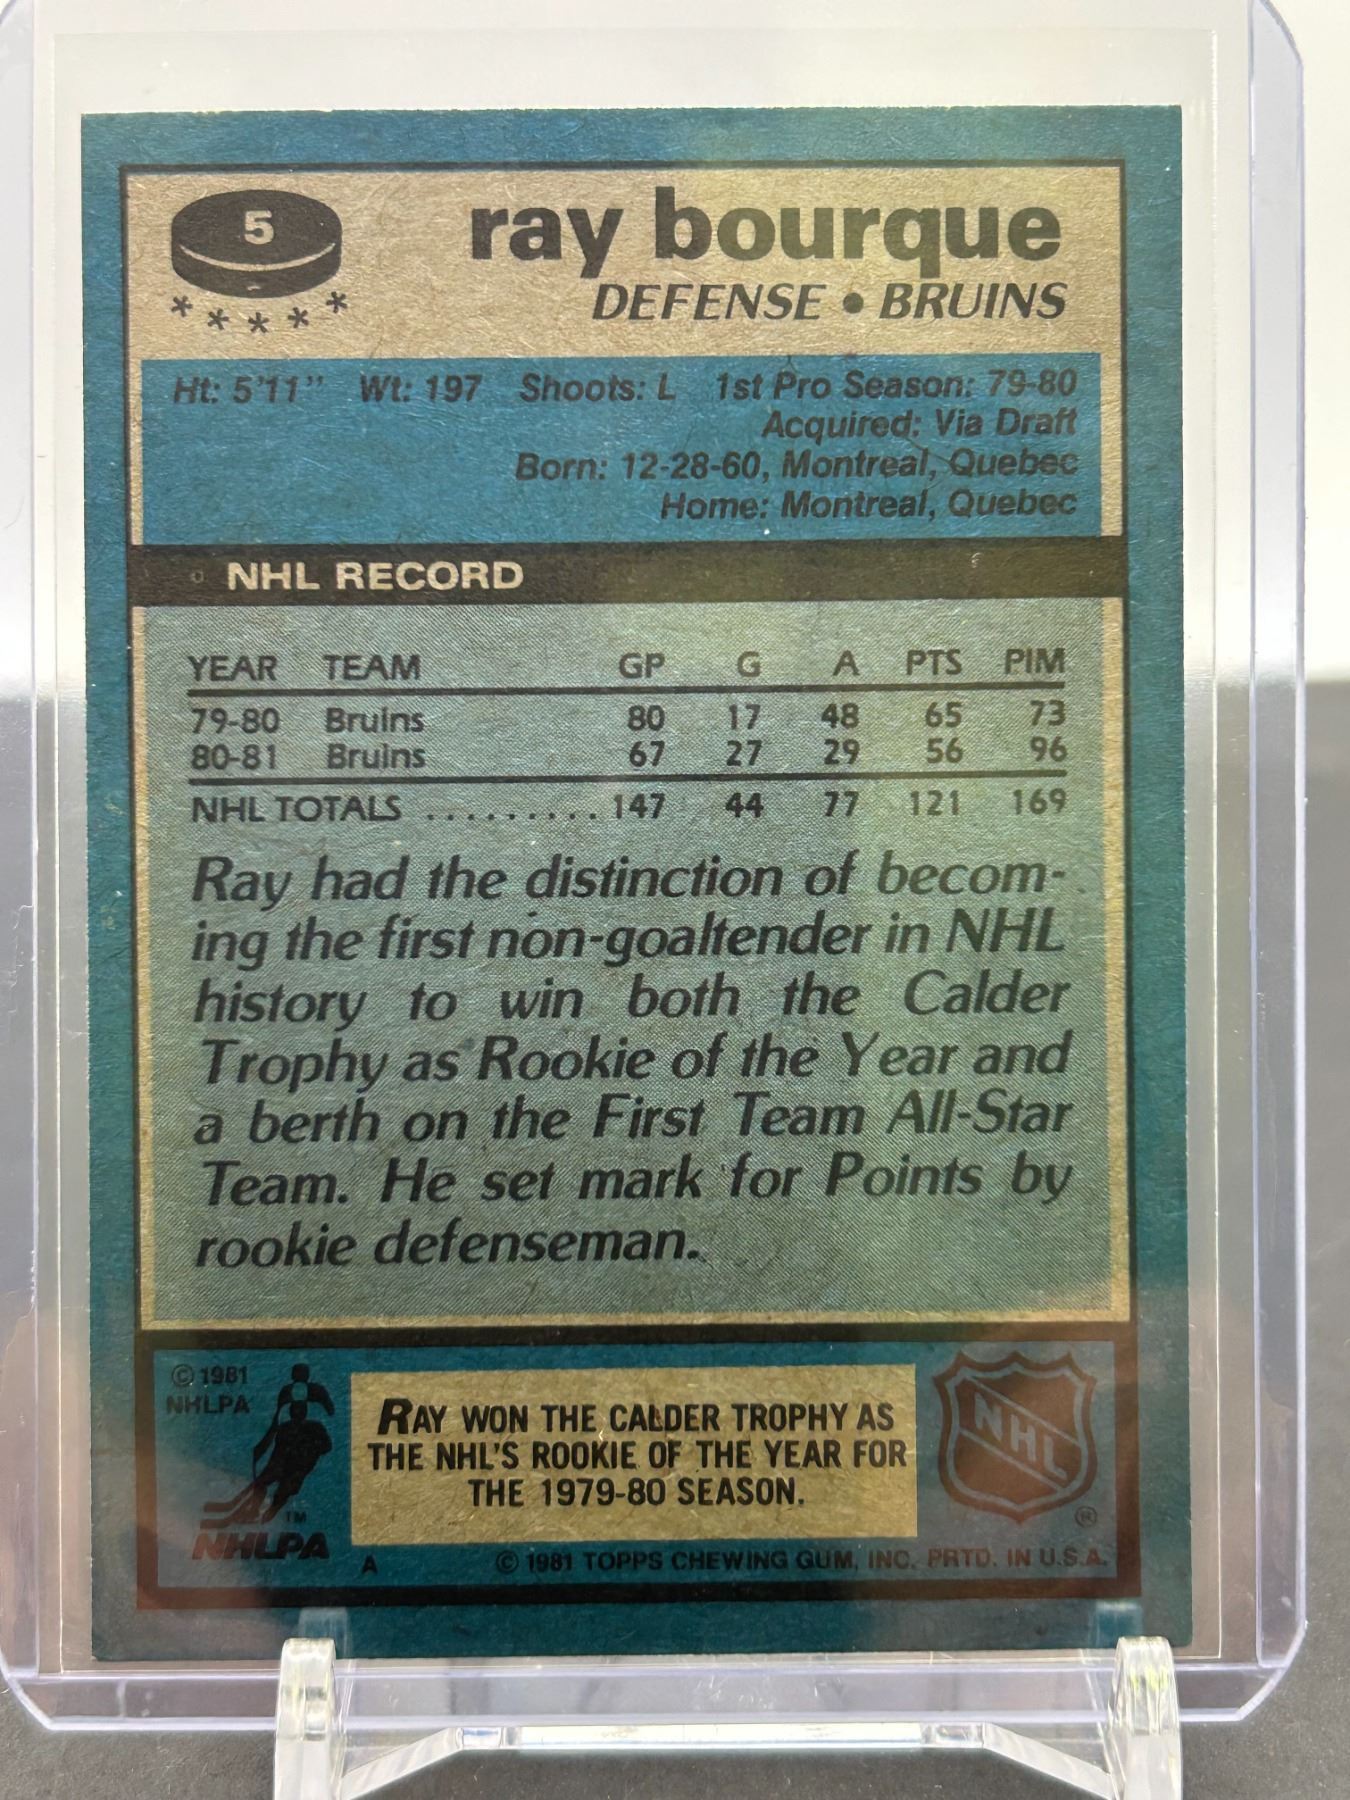 5
ray bourque
* * * * *
DEFENSE • BRUINS
Ht: 5'11" Wt: 197 Shoots: L 1st Pro Season: 79-80
Acquired: Via Draft
Born: 12-28-60, Montreal, Quebec
Home: Montreal, Quebec
NHL RECORD
YEAR TEAM GP G A PTS PIM
79-80 Bruins 80 17 48 65 73
80-81 Bruins 67 27 29 56 96
NHL TOTALS ......... 147 44 77 121 169
Ray had the distinction of becom-
ing the first non-goaltender in NHL
history to win both the Calder
Trophy as Rookie of the Year and
a berth on the First Team All-Star
Team. He set mark for Points by
rookie defenseman.
© 1981
NHLPA
TM
NHLPA
RAY WON THE CALDER TROPHY AS
THE NHL'S ROOKIE OF THE YEAR FOR
THE 1979-80 SEASON.
NHL
®
A © 1981 TOPPS CHEWING GUM, INC. PRTD. IN U.S.A.